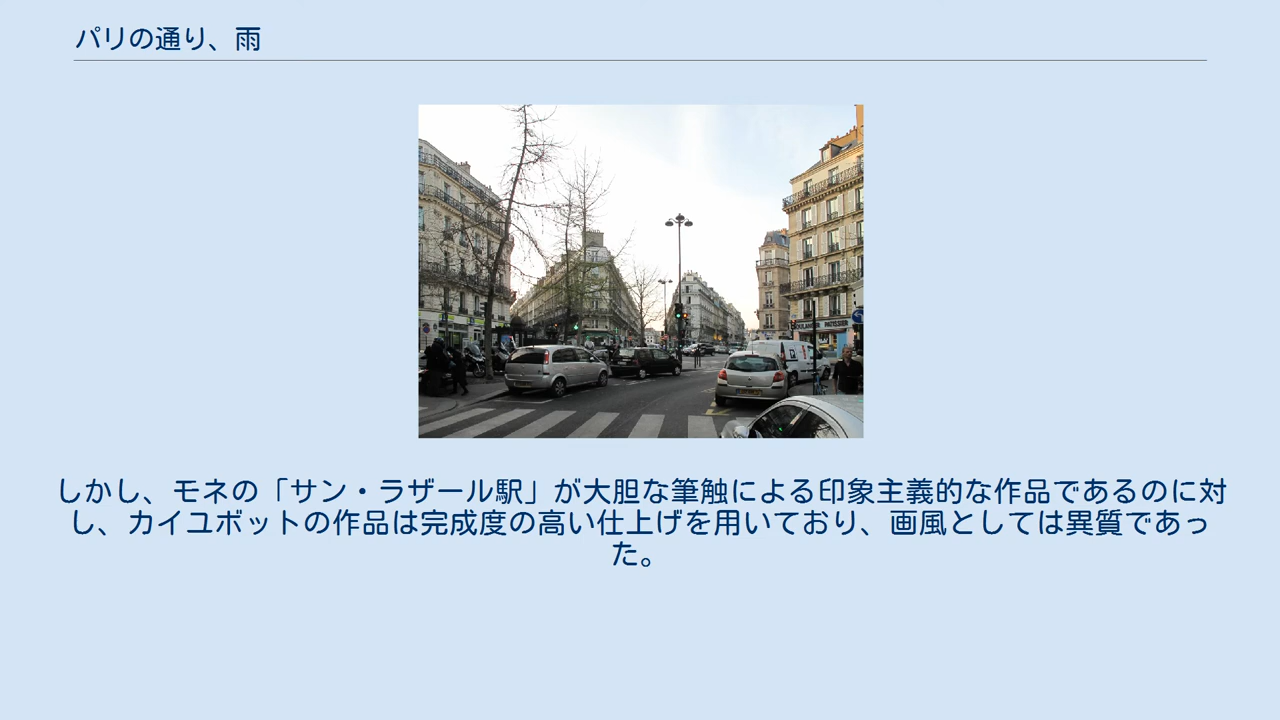 パリの通り、雨
BOULANGER PATISSIER
しかし、モネの「サン・ラザール駅」が大胆な筆触による印象主義的な作品であるのに対
し、カイユボットの作品は完成度の高い仕上げを用いており、画風としては異質であっ
た。